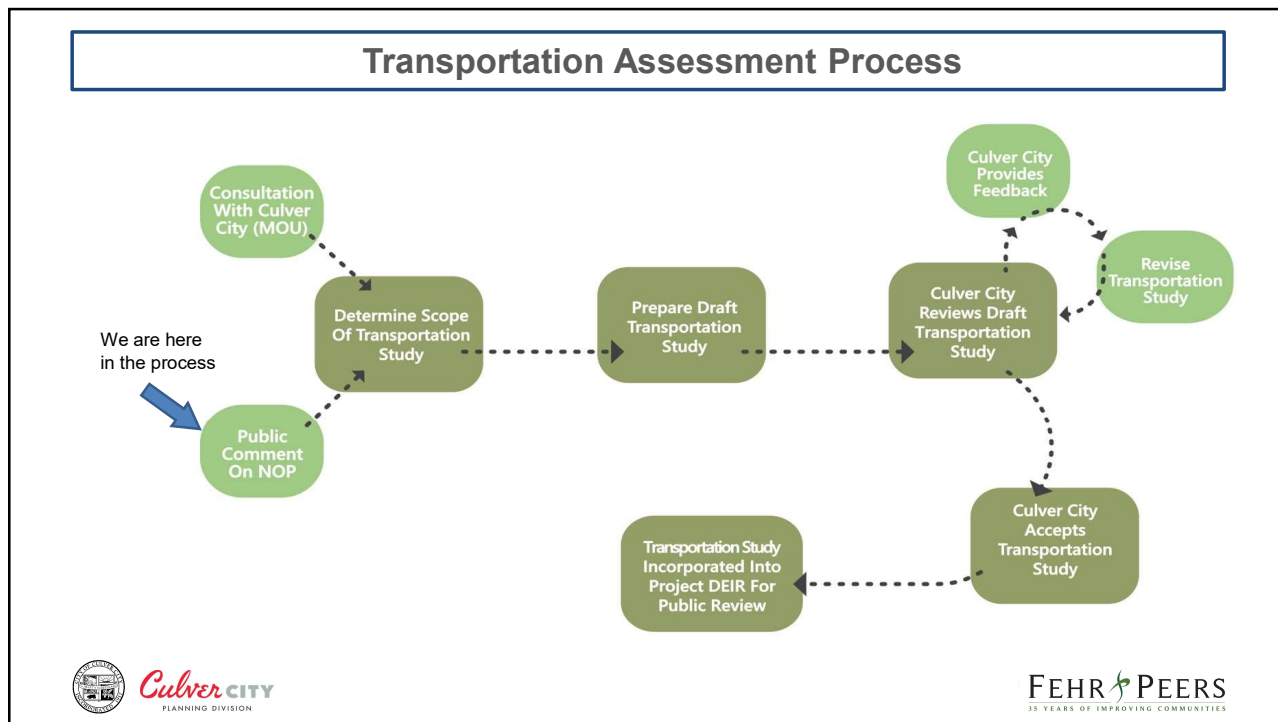 Transportation Assessment Process
Consultation
With Culver
City (MOU)
We are here
in the process
Public
Comment
On NOP
Determine Scope
Of Transportation
Study
Prepare Draft
Transportation
Study
Culver City
Reviews Draft
Transportation
Study
Culver City
Provides
Feedback
Revise
Transportation
Study
Culver City
Accepts
Transportation
Study
Transportation Study
Incorporated Into
Project DEIR For
Public Review
Culver CITY
PLANNING DIVISION
FEHR PEERS
35 YEARS OF IMPROVING COMMUNITIES